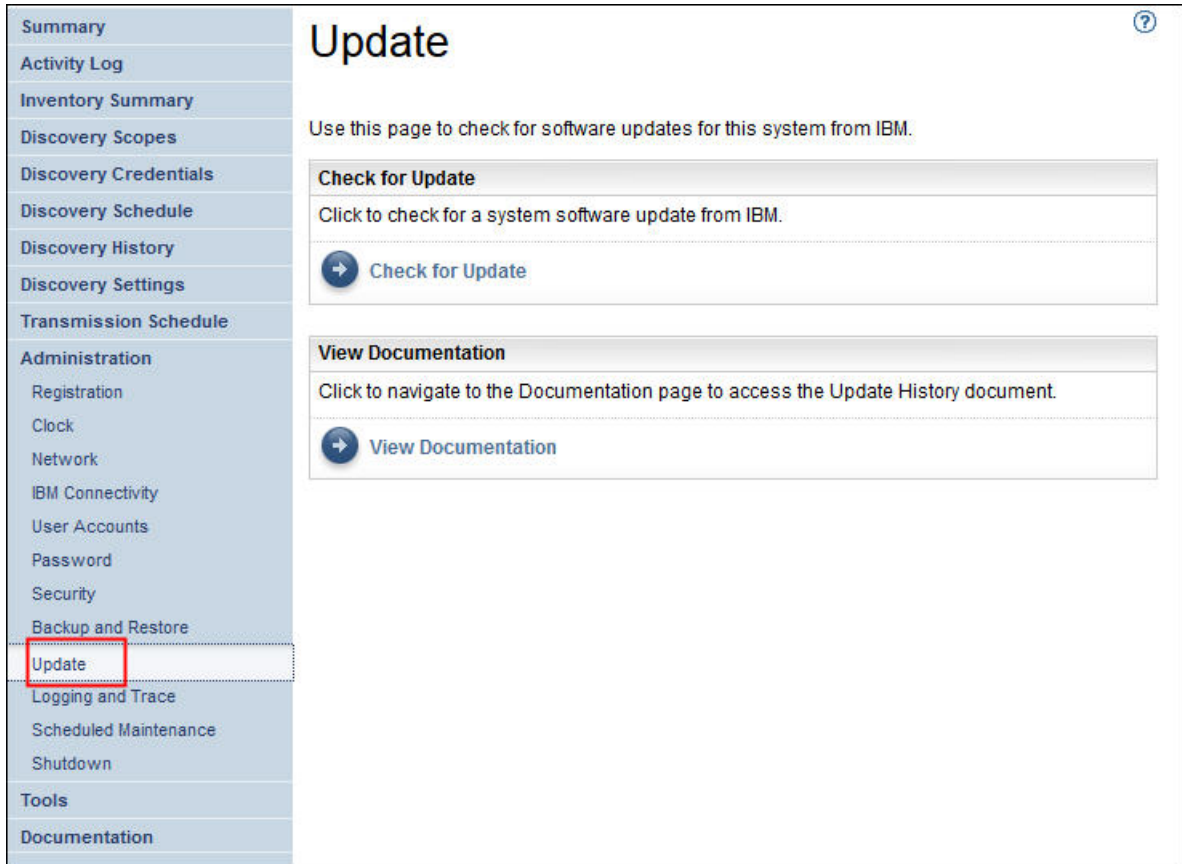 Summary
Activity Log
Inventory Summary
Discovery Scopes
Discovery Credentials
Discovery Schedule
Discovery History
Discovery Settings
Transmission Schedule
Administration
Registration
Clock
Network
IBM Connectivity
User Accounts
Password
Security
Backup and Restore
Update
Logging and Trace
Scheduled Maintenance
Shutdown
Tools
Documentation
Update
?
Use this page to check for software updates for this system from IBM.
Check for Update
Click to check for a system software update from IBM.
Check for Update
View Documentation
Click to navigate to the Documentation page to access the Update History document.
View Documentation